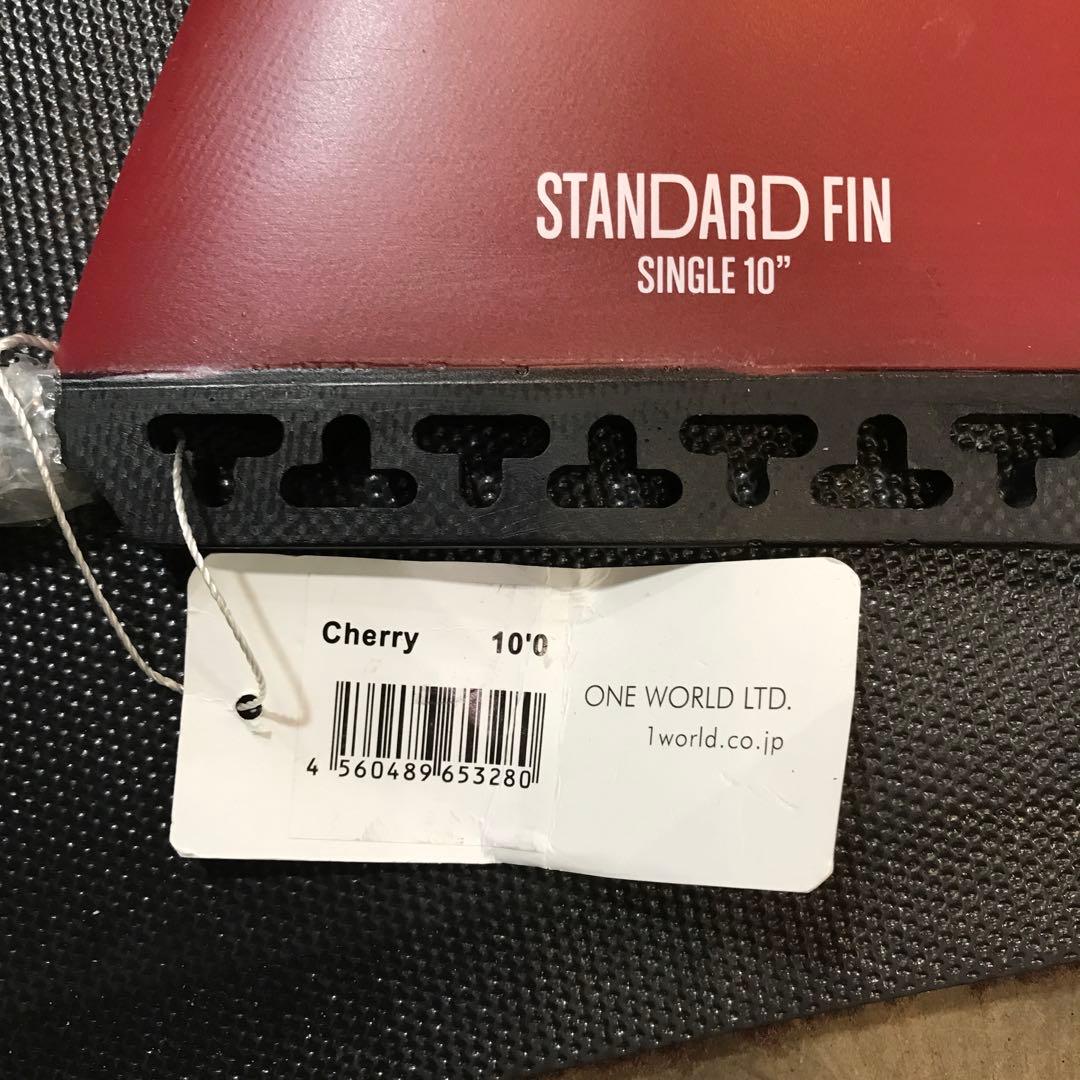 STANDARD FIN
SINGLE 10”
Cherry 10'0
ONE WORLD LTD.
1world.co.jp
4 560489 653280